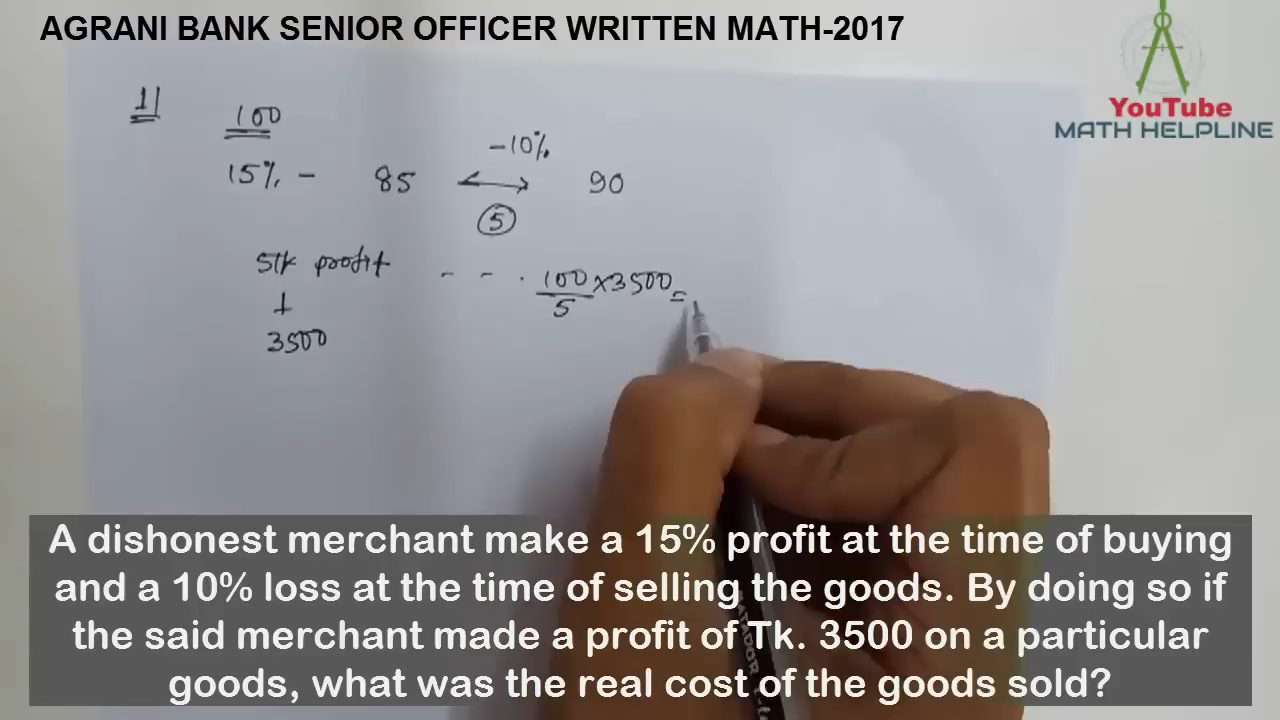 AGRANI BANK SENIOR OFFICER WRITTEN MATH-2017
YouTube
MATH HELPLINE
1|
100
-10%
15% - 85 ↔ 90
5
5tk profit - - . 100/5 ×3500=
3500
A dishonest merchant make a 15% profit at the time of buying
and a 10% loss at the time of selling the goods. By doing so if
the said merchant made a profit of Tk. 3500 on a particular
goods, what was the real cost of the goods sold?